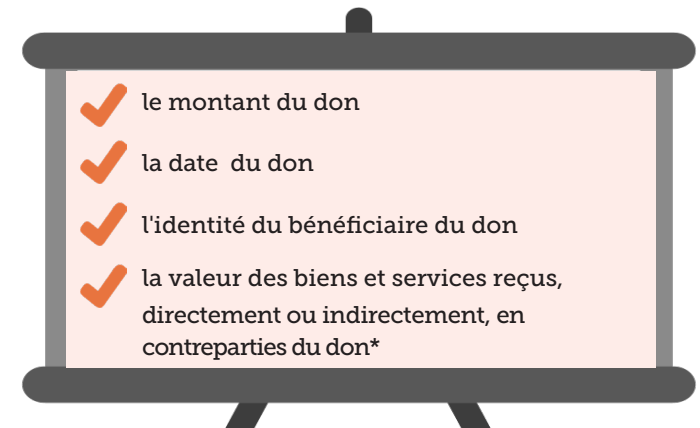 le montant du don
la date du don
l'identité du bénéficiaire du don
la valeur des biens et services reçus,
directement ou indirectement, en
contreparties du don*